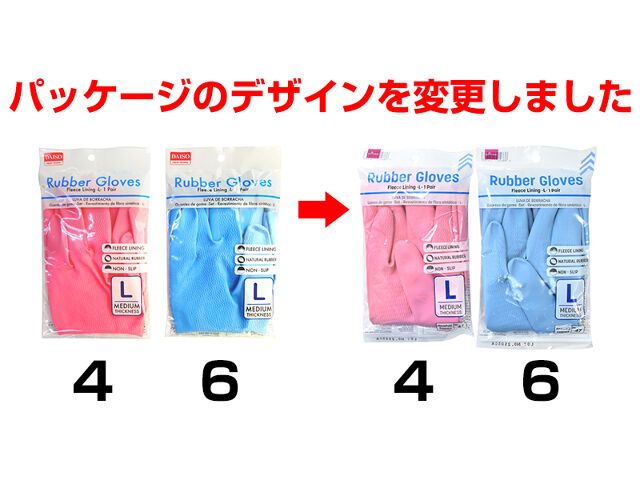 パッケージのデザインを変更しました
DAISO
Rubber Gloves
Fleece Lining ·L· 1 Pair
LUVA DE BORRACHA
FLEECE LINING
NATURAL RUBBER
NON - SLIP
L
MEDIUM
THICKNESS
4
DAISO
Rubber Gloves
Fleece Lining ·L· 1 Pair
LUVA DE BORRACHA
FLEECE LINING
NATURAL RUBBER
NON - SLIP
L
MEDIUM
THICKNESS
6
Rubber Gloves
Fleece Lining ·L· 1 Pair
LUVA DE BORRACHA
FLEECE LINING
NATURAL RUBBER
NON - SLIP
L
MEDIUM
THICKNESS
4
Rubber Gloves
Fleece Lining ·L· 1 Pair
LUVA DE BORRACHA
FLEECE LINING
NATURAL RUBBER
NON - SLIP
L
MEDIUM
THICKNESS
6